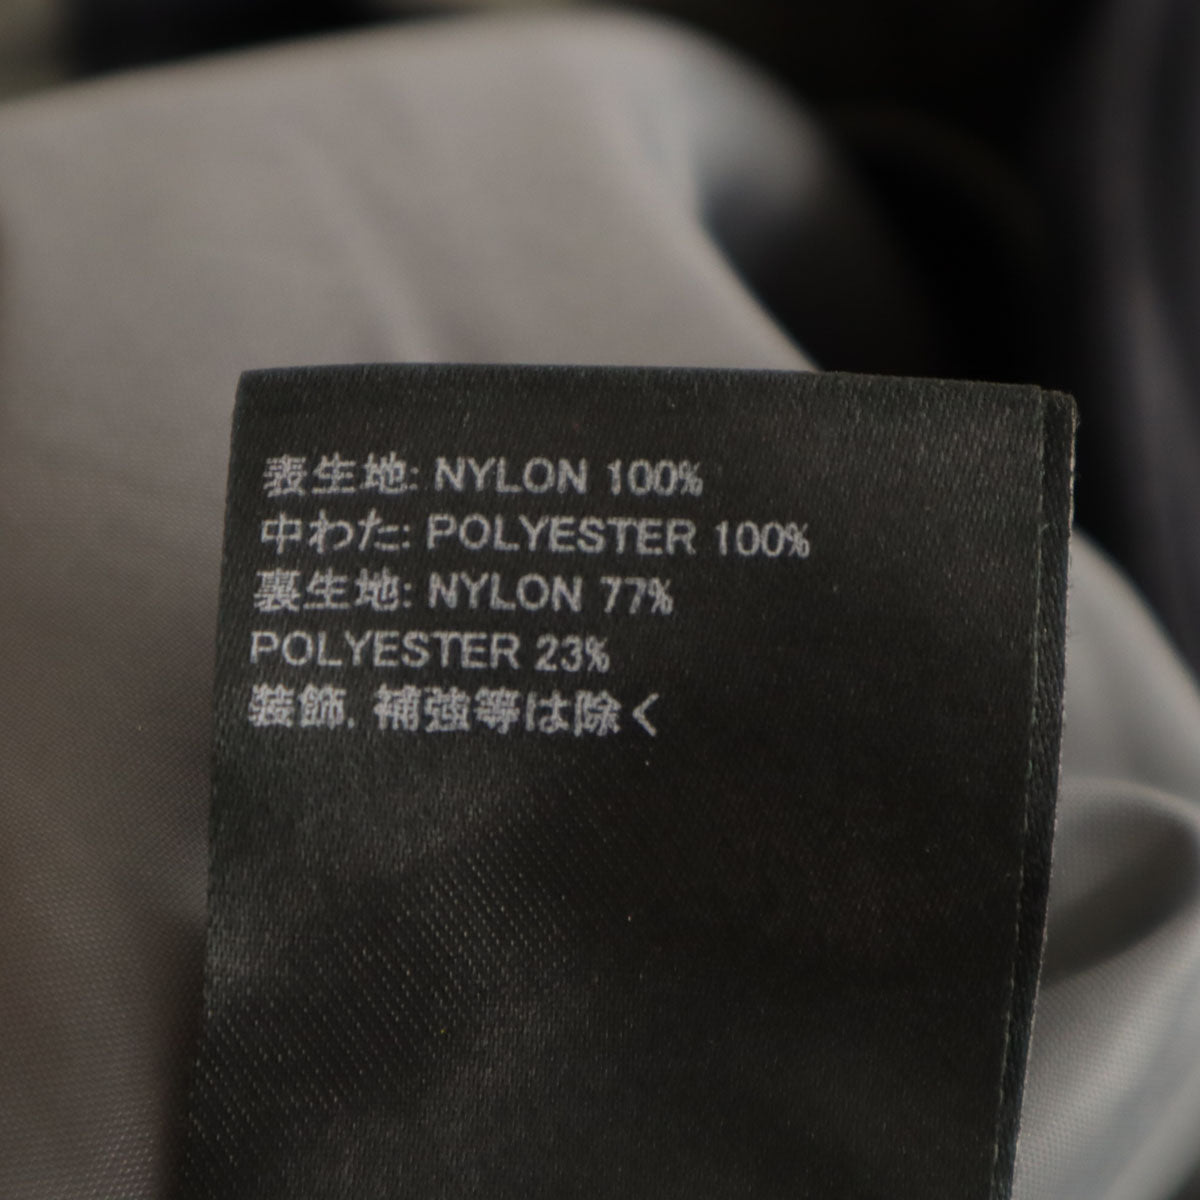 表生地: NYLON 100%
中わた: POLYESTER 100%
裏生地: NYLON 77%
POLYESTER 23%
装飾, 補強等は除く